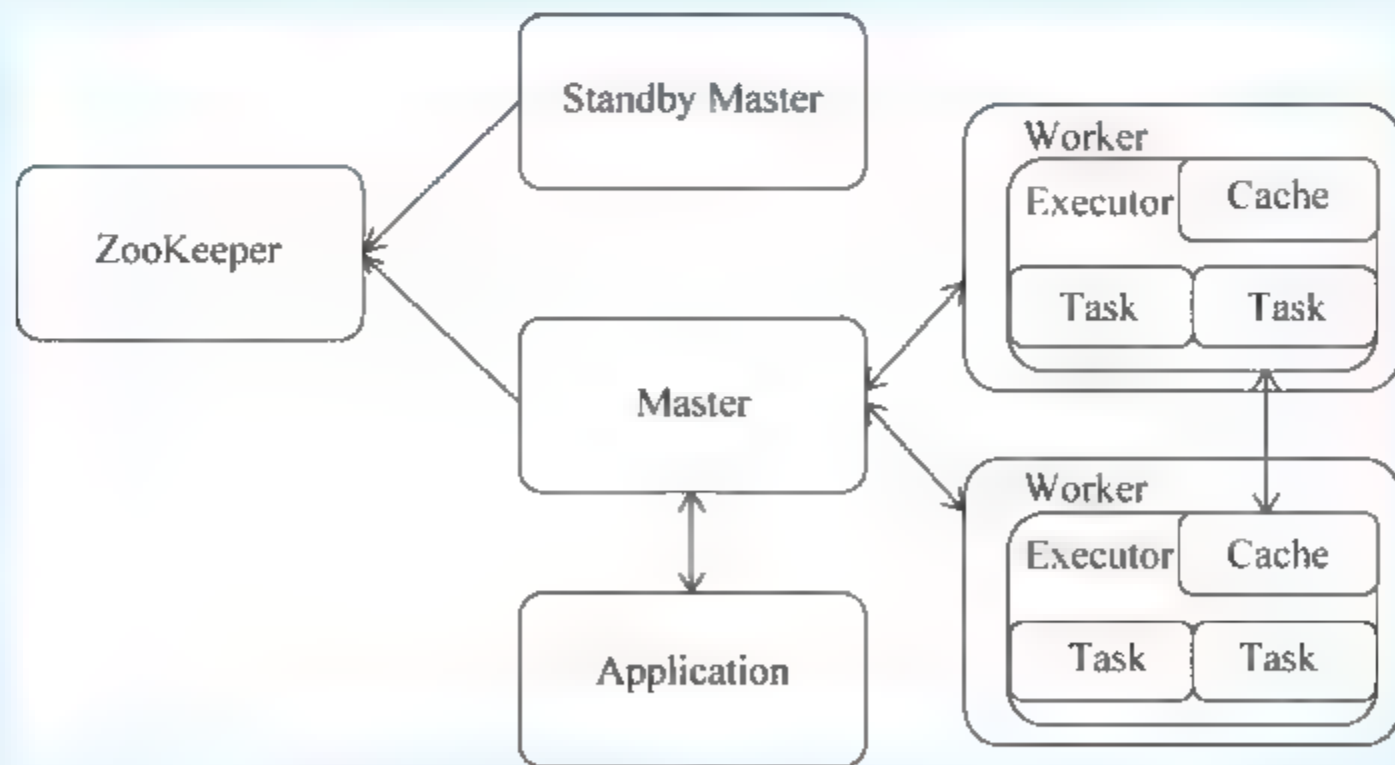 Standby Master
ZooKeeper
Master
Application
Worker
Executor
Cache
Task
Task
Worker
Executor
Cache
Task
Task